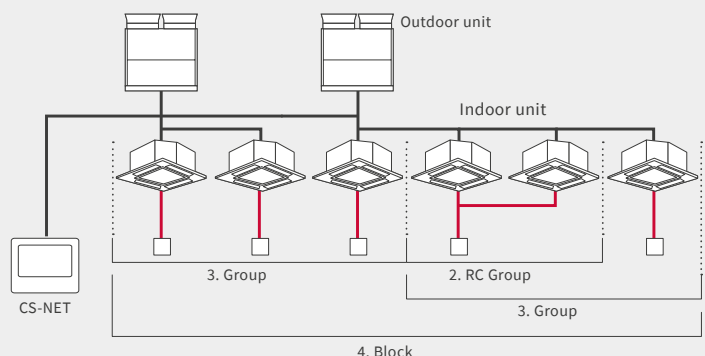 Outdoor unit
Indoor unit
3. Group
2. RC Group
CS-NET
3. Group
4. Block